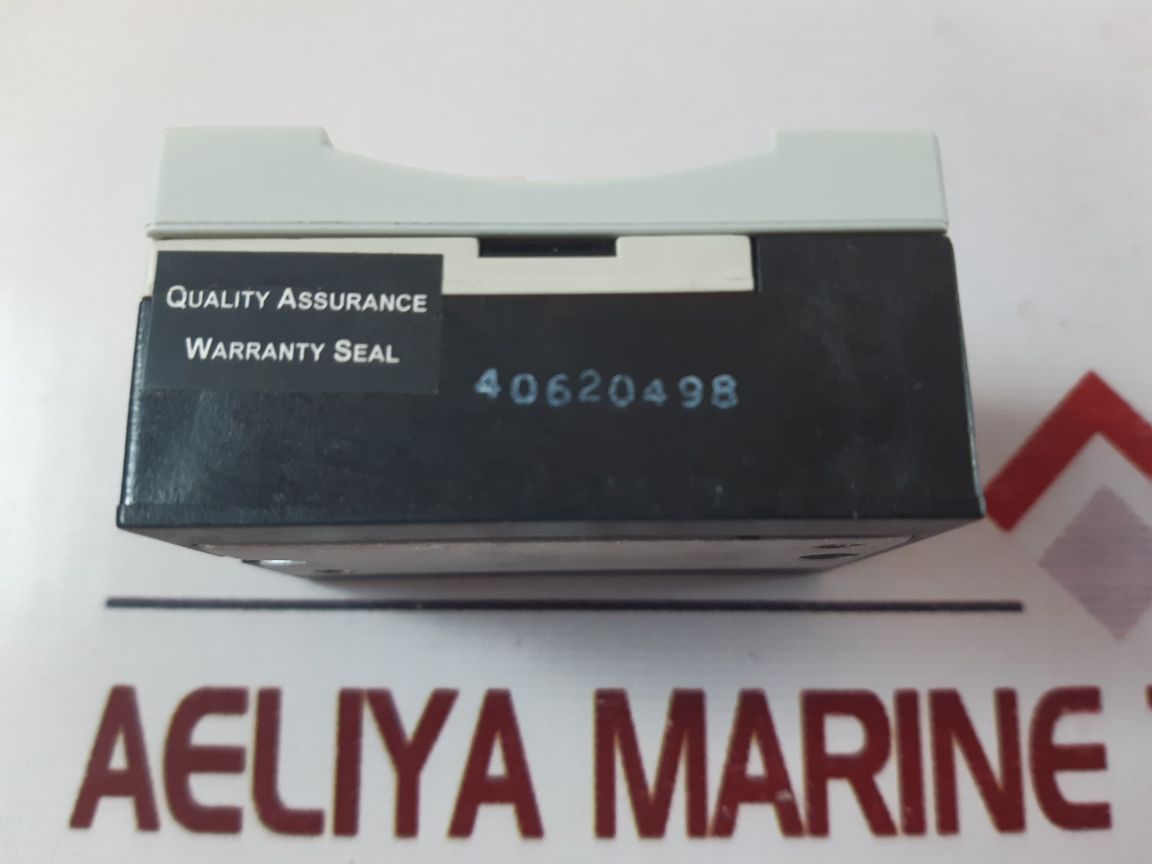 QUALITY ASSURANCE
WARRANTY SEAL
40620498
AELIYA MARINE